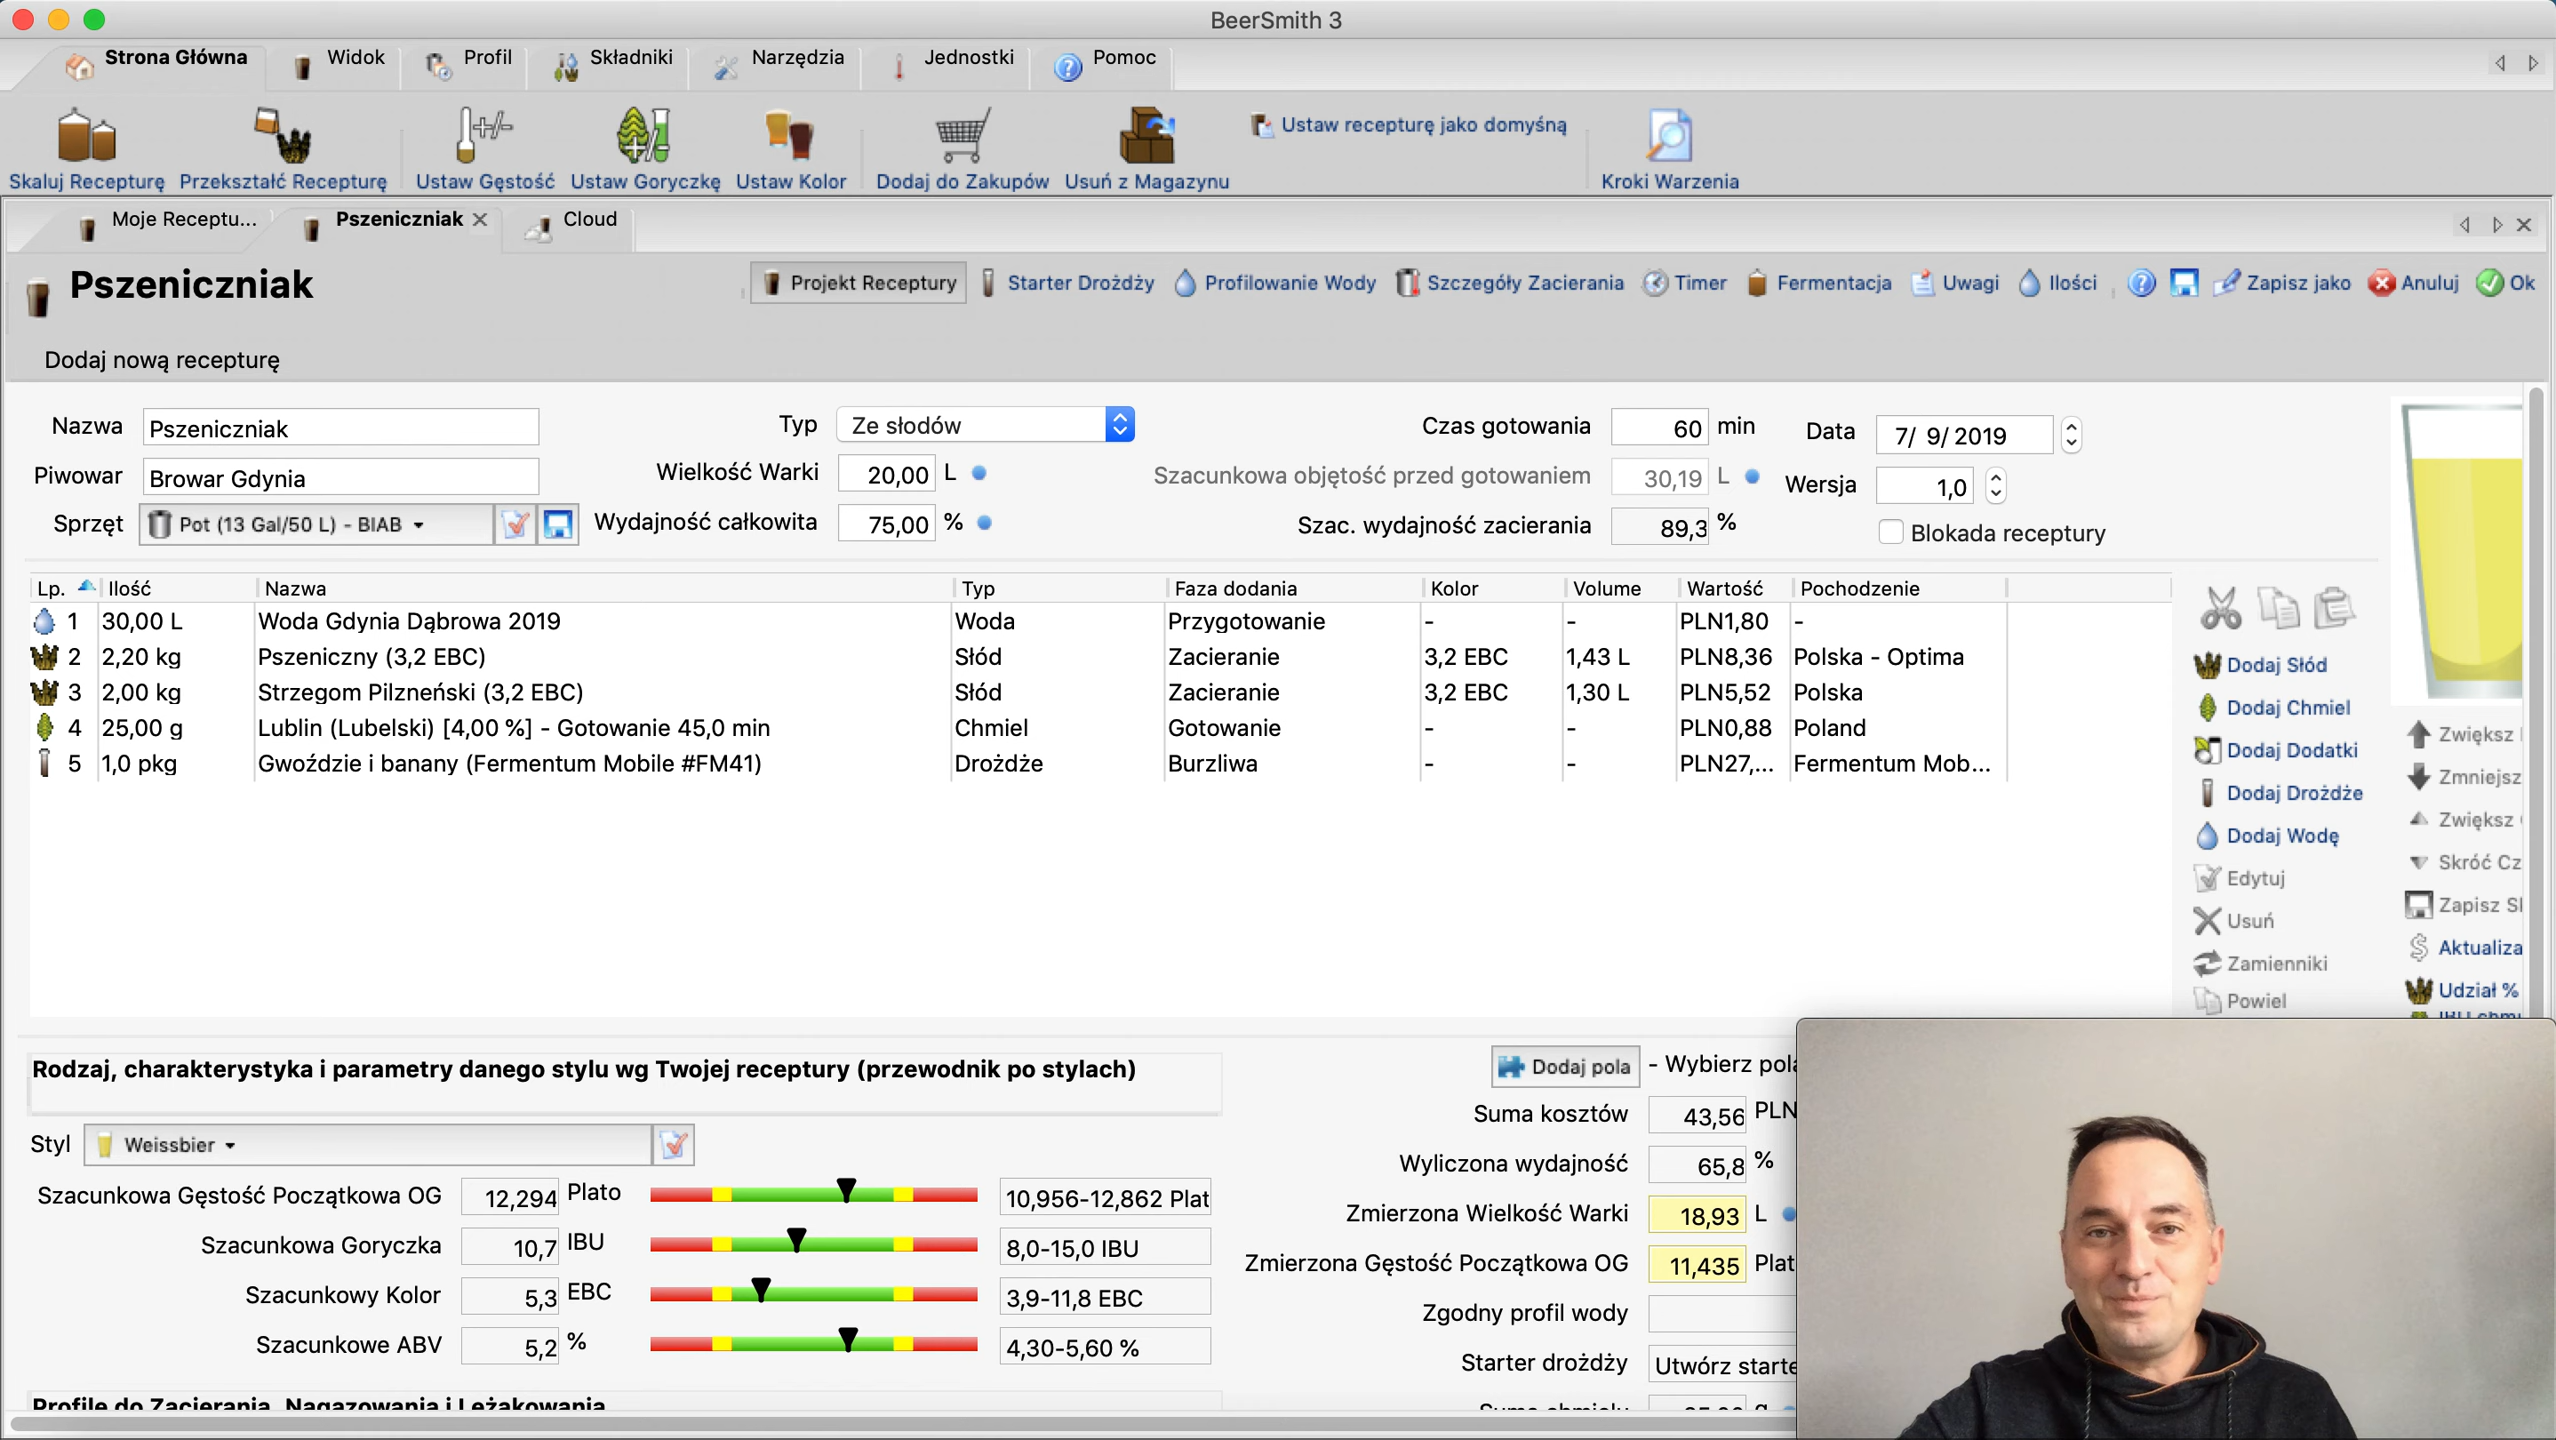 BeerSmith 3
Strona Główna Widok Profil Składniki Narzędzia Jednostki Pomoc
Skaluj Recepturę Przekształć Recepturę Ustaw Gęstość Ustaw Goryczkę Ustaw Kolor Dodaj do Zakupów Usuń z Magazynu Ustaw recepturę jako domyśną Kroki Warzenia
Moje Receptu... Pszeniczniak Cloud
Pszeniczniak Projekt Receptury Starter Drożdży Profilowanie Wody Szczegóły Zacierania Timer Fermentacja Uwagi Ilości Zapisz jako Anuluj Ok
Dodaj nową recepturę
Nazwa Pszeniczniak Typ Ze słodów Czas gotowania 60 min Data 7/ 9/ 2019
Piwowar Browar Gdynia Wielkość Warki 20,00 L Szacunkowa objętość przed gotowaniem 30,19 L Wersja 1,0
Sprzęt Pot (13 Gal/50 L) - BIAB Wydajność całkowita 75,00 % Szac. wydajność zacierania 89,3 % Blokada receptury
Lp. Ilość Nazwa Typ Faza dodania Kolor Volume Wartość Pochodzenie
1 30,00 L Woda Gdynia Dąbrowa 2019 Woda Przygotowanie - - PLN1,80 -
2 2,20 kg Pszeniczny (3,2 EBC) Słód Zacieranie 3,2 EBC 1,43 L PLN8,36 Polska - Optima
3 2,00 kg Strzegom Pilzneński (3,2 EBC) Słód Zacieranie 3,2 EBC 1,30 L PLN5,52 Polska
4 25,00 g Lublin (Lubelski) [4,00 %] - Gotowanie 45,0 min Chmiel Gotowanie - - PLN0,88 Poland
5 1,0 pkg Gwoździe i banany (Fermentum Mobile #FM41) Drożdże Burzliwa - - PLN27,... Fermentum Mob...
Dodaj Słód
Dodaj Chmiel
Zwiększ
Dodaj Dodatki
Zmniejsz
Dodaj Drożdże
Zwiększ
Dodaj Wodę
Skróć Cz
Edytuj
Zapisz Sł
Usuń
Aktualiza
Zamienniki
Udział %
Powiel
Rodzaj, charakterystyka i parametry danego stylu wg Twojej receptury (przewodnik po stylach)
Styl Weissbier
Szacunkowa Gęstość Początkowa OG 12,294 Plato 10,956-12,862 Plat
Szacunkowa Goryczka 10,7 IBU 8,0-15,0 IBU
Szacunkowy Kolor 5,3 EBC 3,9-11,8 EBC
Szacunkowe ABV 5,2 % 4,30-5,60 %
Profile do Zacierania, Nagazowania i Leżakowania
Dodaj pola - Wybierz pola
Suma kosztów 43,56 PLN
Wyliczona wydajność 65,8 %
Zmierzona Wielkość Warki 18,93 L
Zmierzona Gęstość Początkowa OG 11,435 Plat
Zgodny profil wody
Starter drożdży Utwórz starte